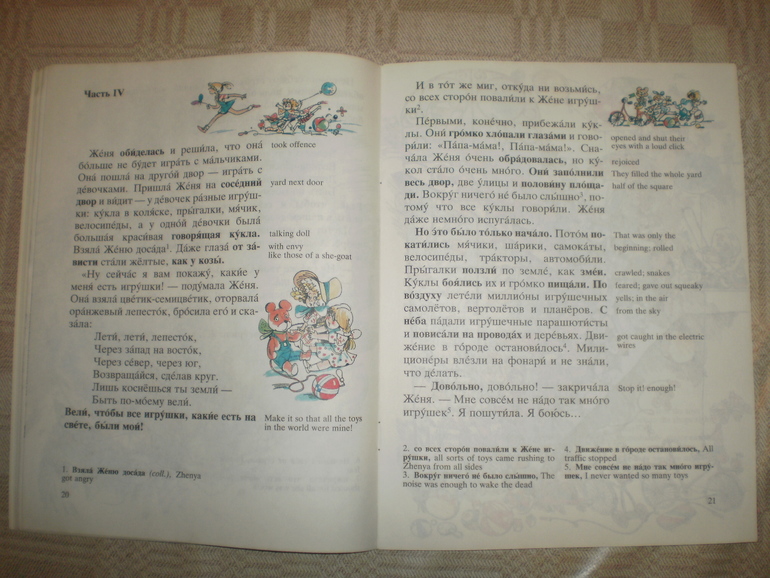 Часть IV
Же́ня оби́делась и реши́ла, что она́
бо́льше не бу́дет игра́ть с ма́льчиками.
Она́ пошла́ на друго́й двор — игра́ть с
де́вочками. Пришла́ Же́ня на сосе́дний
двор и ви́дит — у де́вочек ра́зные игру́ш-
ки: ку́кла в коля́ске, пры́галки, мя́чик,
велосипе́ды, а у одно́й де́вочки была́
больша́я краси́вая говоря́щая ку́кла.
Взяла́ Же́ню доса́да¹. Да́же глаза́ от за́-
висти ста́ли жёлтые, как у козы́.
«Ну сейча́с я вам покажу́, каки́е у
меня́ есть игру́шки! — поду́мала Же́ня.
Она́ взяла́ цве́тик-семицве́тик, оторвала́
ора́нжевый лепесто́к, бро́сила его́ и ска-
за́ла:
Лети́, лети́, лепесто́к,
Че́рез за́пад на восто́к,
Че́рез се́вер, че́рез юг,
Возвраща́йся, сде́лав круг.
Лишь коснёшься ты земли́ —
Быть по-мо́ему вели́.
Вели́, что́бы все игру́шки, каки́е есть на
све́те, бы́ли мои́!
took offence
yard next door
talking doll
with envy
like those of a she-goat
Make it so that all the toys
in the world were mine!
1. Взяла́ Же́ню доса́да (coll.), Zhenya
got angry
20
И в то́т же миг, отку́да ни возьми́сь,
со всех сторо́н повали́ли к Же́не игру́ш-
ки².
Пе́рвыми, коне́чно, прибежа́ли ку́к-
лы. Они́ гро́мко хло́пали глаза́ми и гово-
ри́ли: «Па́па-ма́ма!, Па́па-ма́ма!». Сна-
ча́ла Же́ня о́чень обра́довалась, но ку́-
кол ста́ло о́чень мно́го. Они́ запо́лнили
весь двор, две у́лицы и полови́ну пло́ща-
ди. Вокру́г ничего́ не́ было слы́шно³, по-
то́му что все ку́клы говори́ли. Же́ня
да́же немно́го испуга́лась.
Но э́то бы́ло то́лько нача́ло. Пото́м по-
кати́лись мя́чики, ша́рики, самока́ты,
велосипе́ды, тра́кторы, автомоби́ли.
Пры́галки ползли́ по земле́, как зме́и.
Ку́клы боя́лись их и гро́мко пища́ли. По
во́здуху лете́ли миллио́ны игру́шечных
самолётов, вертолётов и планёров. С
не́ба па́дали игру́шечные парашюти́сты
и повиса́ли на провода́х и дере́вьях. Дви-
же́ние в го́роде останови́лось⁴. Мили-
ционе́ры вле́зли на фонари́ и не зна́ли,
что де́лать.
— Дово́льно, дово́льно! — закрича́ла
Же́ня. — Мне совсе́м не на́до так мно́го
игру́шек⁵. Я пошути́ла. Я бою́сь…
opened and shut their
eyes with a loud click
rejoiced
They filled the whole yard
half of the square
That was only the
beginning; rolled
crawled; snakes
feared; gave out squeaky
yells; in the air
from the sky
got caught in the electric
wires
Stop it! enough!
2. со всех сторо́н повали́ли к Же́не иг-
ру́шки, all sorts of toys came rushing to
Zhenya from all sides
3. Вокру́г ничего́ не́ было слы́шно, The
noise was enough to wake the dead
4. Движе́ние в го́роде останови́лось, All
traffic stopped
5. Мне совсе́м не на́до так мно́го игру́-
шек, I never wanted so many toys
21